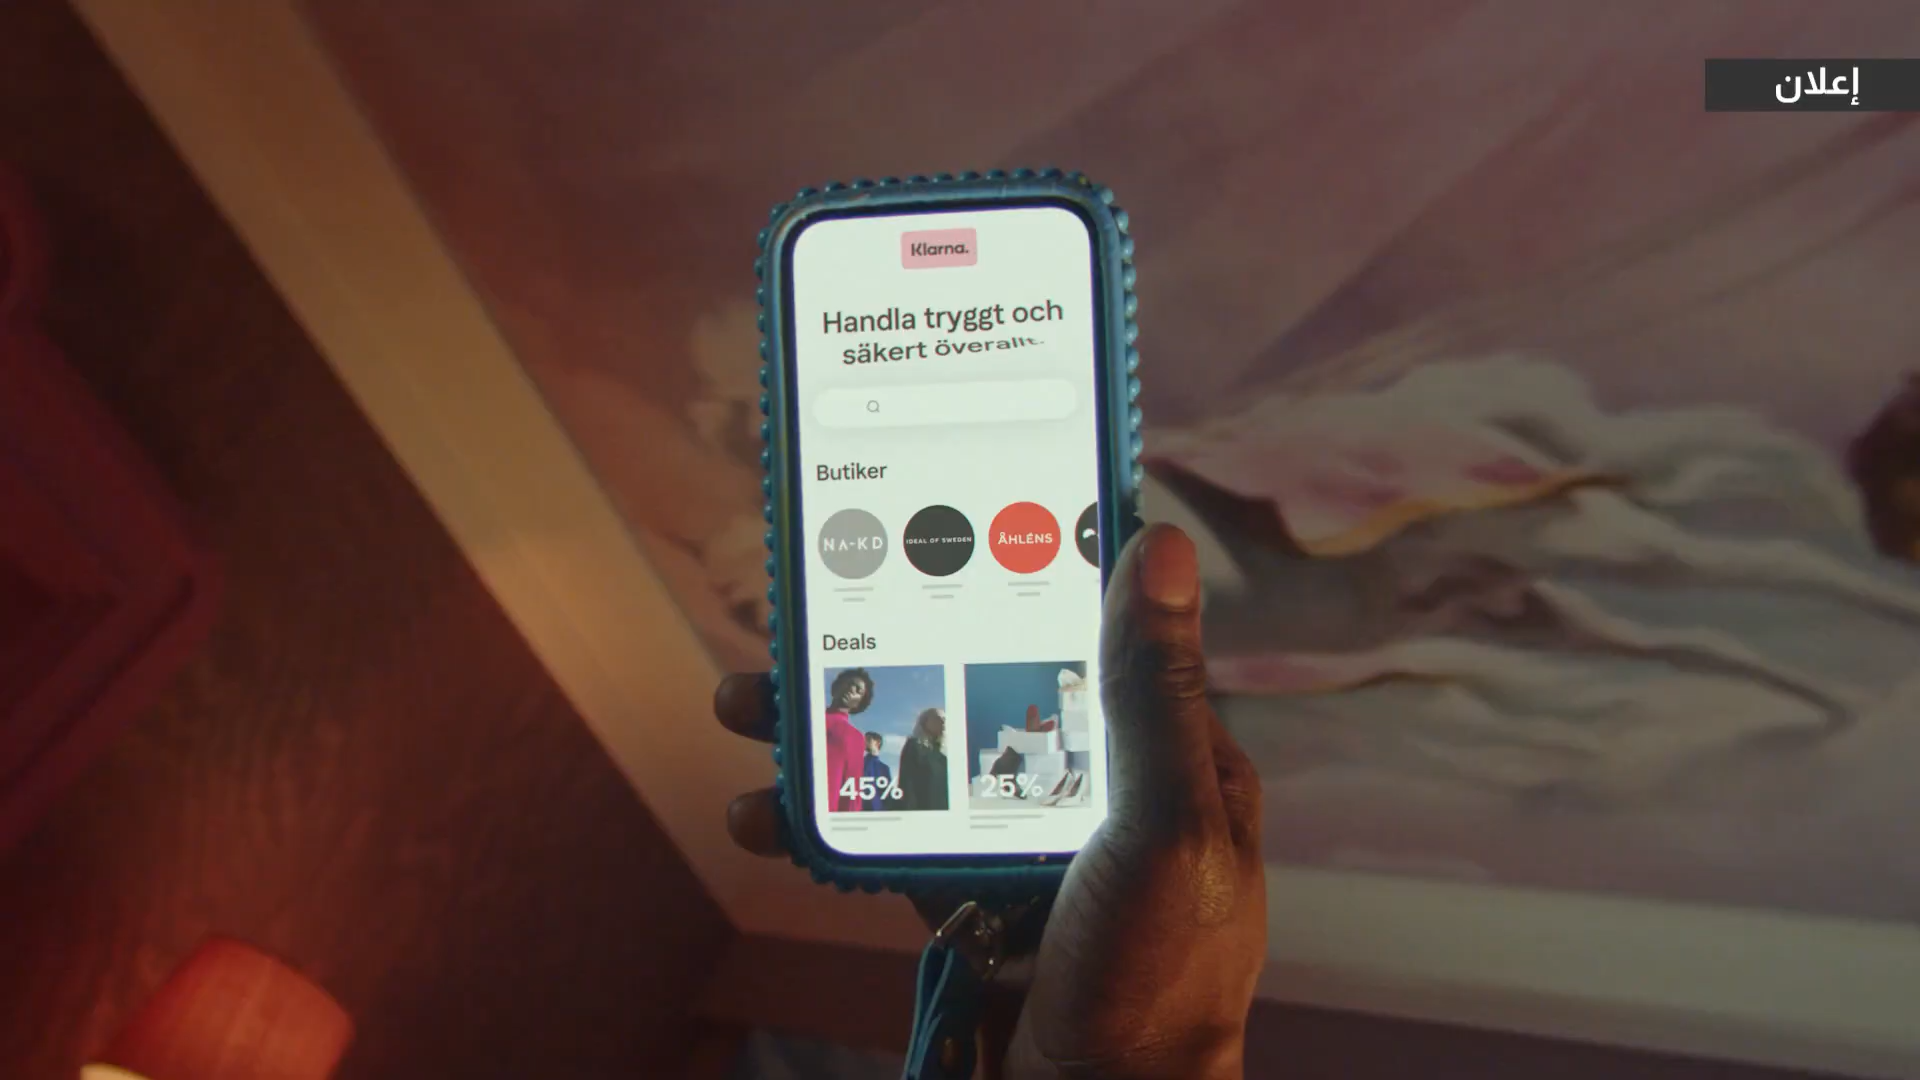 إعلان
Klarna.
Handla tryggt och
säkert överallt.
Butiker
NA-KD
IDEAL OF SWEDEN
ÅHLÉNS
Deals
45%
25%